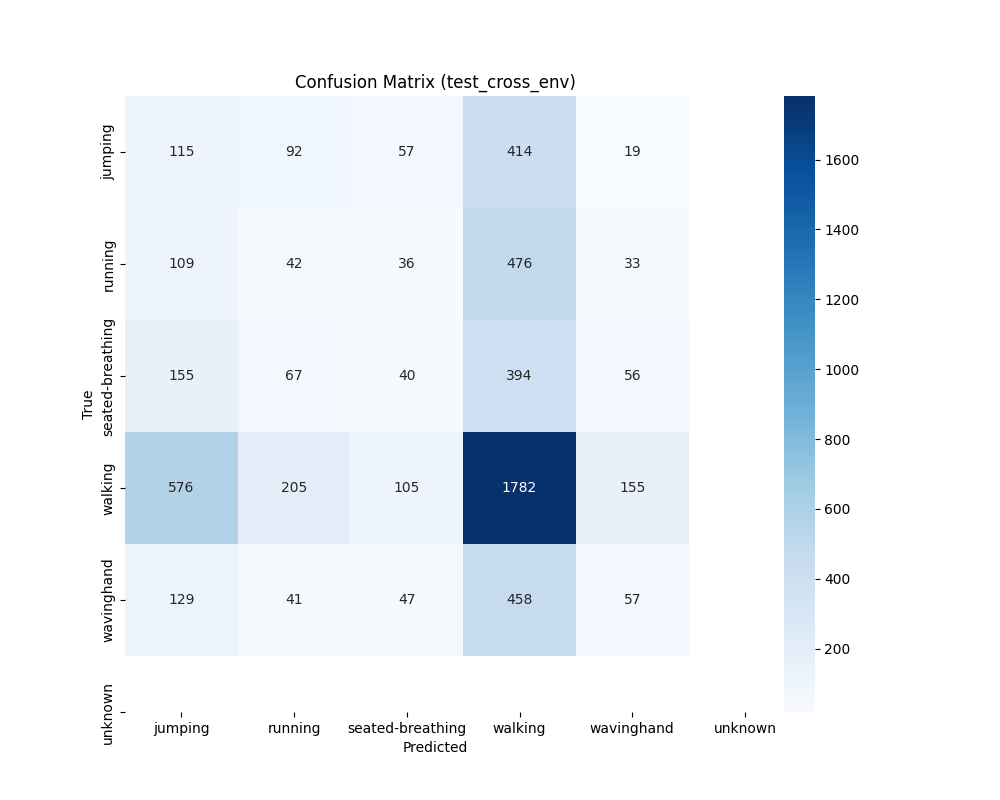 Confusion Matrix (test_cross_env)
True
jumping 115 92 57 414 19
running 109 42 36 476 33
seated-breathing 155 67 40 394 56
walking 576 205 105 1782 155
wavinghand 129 41 47 458 57
unknown
jumping running seated-breathing walking wavinghand unknown
Predicted
1600
1400
1200
1000
800
600
400
200